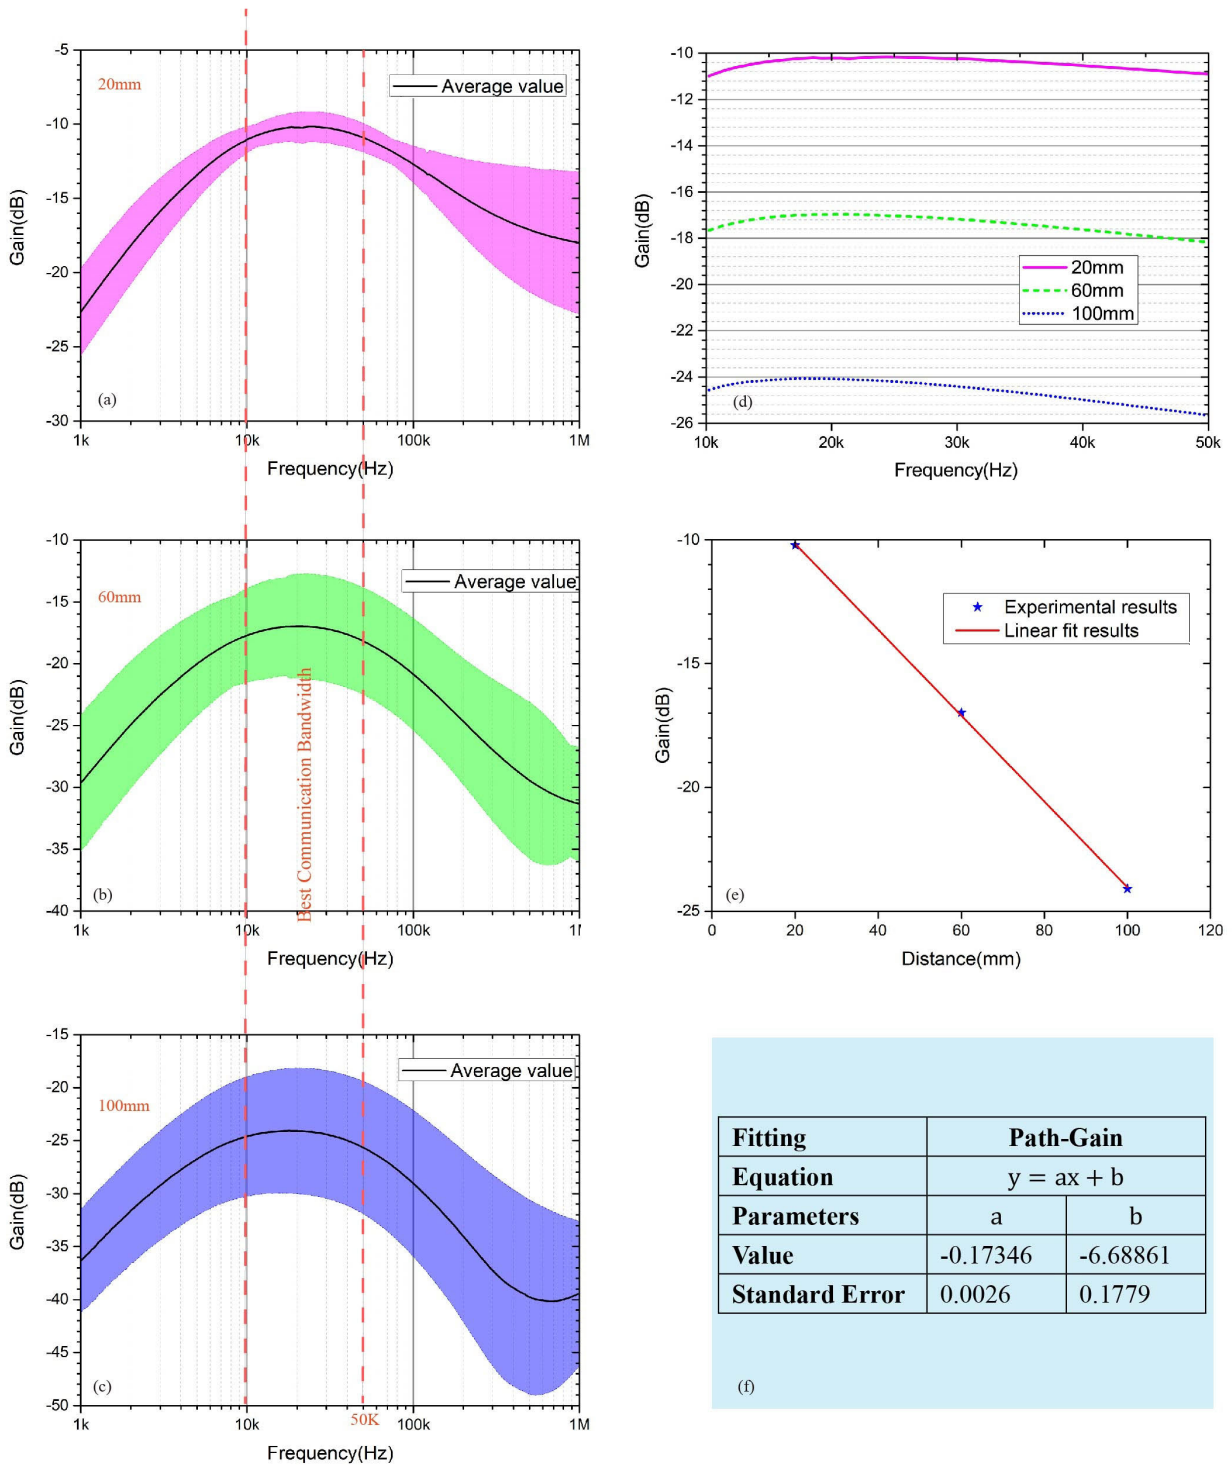 -5
-10
-15
-20
-25
-30
Gain(dB)
20mm
Average value
(a)
1k 10k 100k 1M
Frequency(Hz)
-10
-15
-20
-25
-30
-35
-40
Gain(dB)
60mm
Average value
Best Communication Bandwidth
(b)
1k 10k 100k 1M
Frequency(Hz)
-15
-20
-25
-30
-35
-40
-45
-50
Gain(dB)
100mm
Average value
(c)
50K
1k 10k 100k 1M
Frequency(Hz)
-10
-12
-14
-16
-18
-20
-22
-24
-26
Gain(dB)
20mm
60mm
100mm
(d)
10k 20k 30k 40k 50k
Frequency(Hz)
-10
-15
-20
-25
Gain(dB)
Experimental results
Linear fit results
(e)
0 20 40 60 80 100 120
Distance(mm)
Fitting Path-Gain
Equation y = ax + b
Parameters a b
Value -0.17346 -6.68861
Standard Error 0.0026 0.1779
(f)